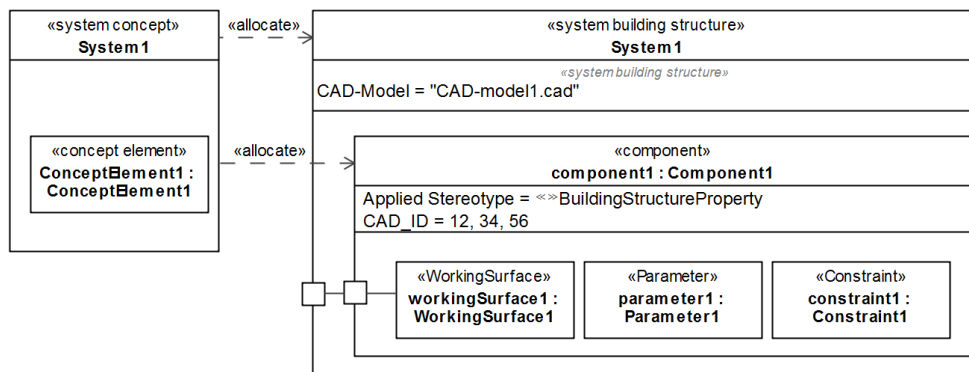 «system concept»
System1
«allocate»
«system building structure»
System1
«system building structure»
CAD-Model = "CAD-model1.cad"
«concept element»
ConceptElement1 :
ConceptElement1
«allocate»
«component»
component1 : Component1
Applied Stereotype = «»BuildingStructureProperty
CAD_ID = 12, 34, 56
«WorkingSurface»
workingSurface1 :
WorkingSurface1
«Parameter»
parameter1 :
Parameter1
«Constraint»
constraint1 :
Constraint1